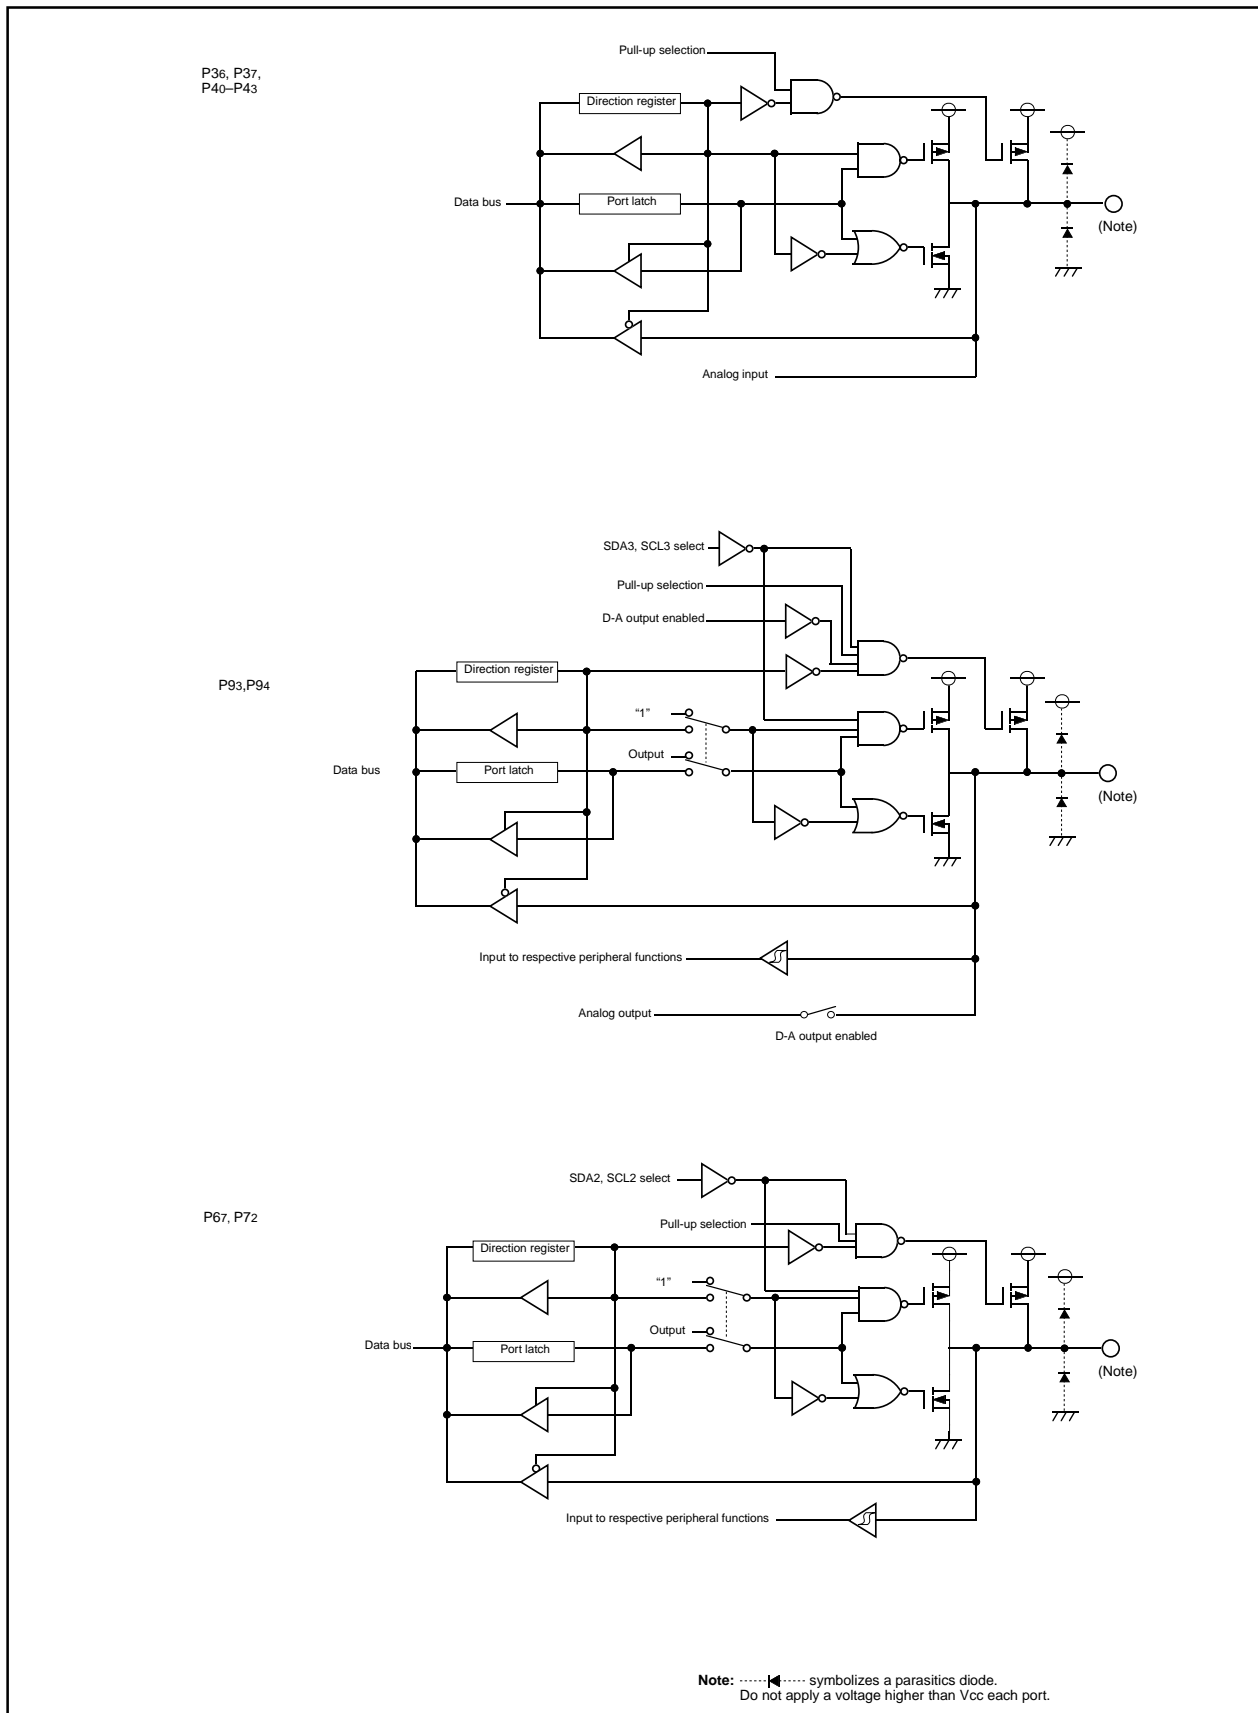 Pull-up selection
P36, P37,
P40–P43
Direction register
Data bus
Port latch
(Note)
Analog input
SDA3, SCL3 select
Pull-up selection
D-A output enabled
Direction register
P93,P94
“1”
Output
Data bus
Port latch
(Note)
Input to respective peripheral functions
Analog output
D-A output enabled
SDA2, SCL2 select
P67, P72
Pull-up selection
Direction register
“1”
Output
Data bus
Port latch
(Note)
Input to respective peripheral functions
Note: symbolizes a parasitics diode.
Do not apply a voltage higher than Vcc each port.